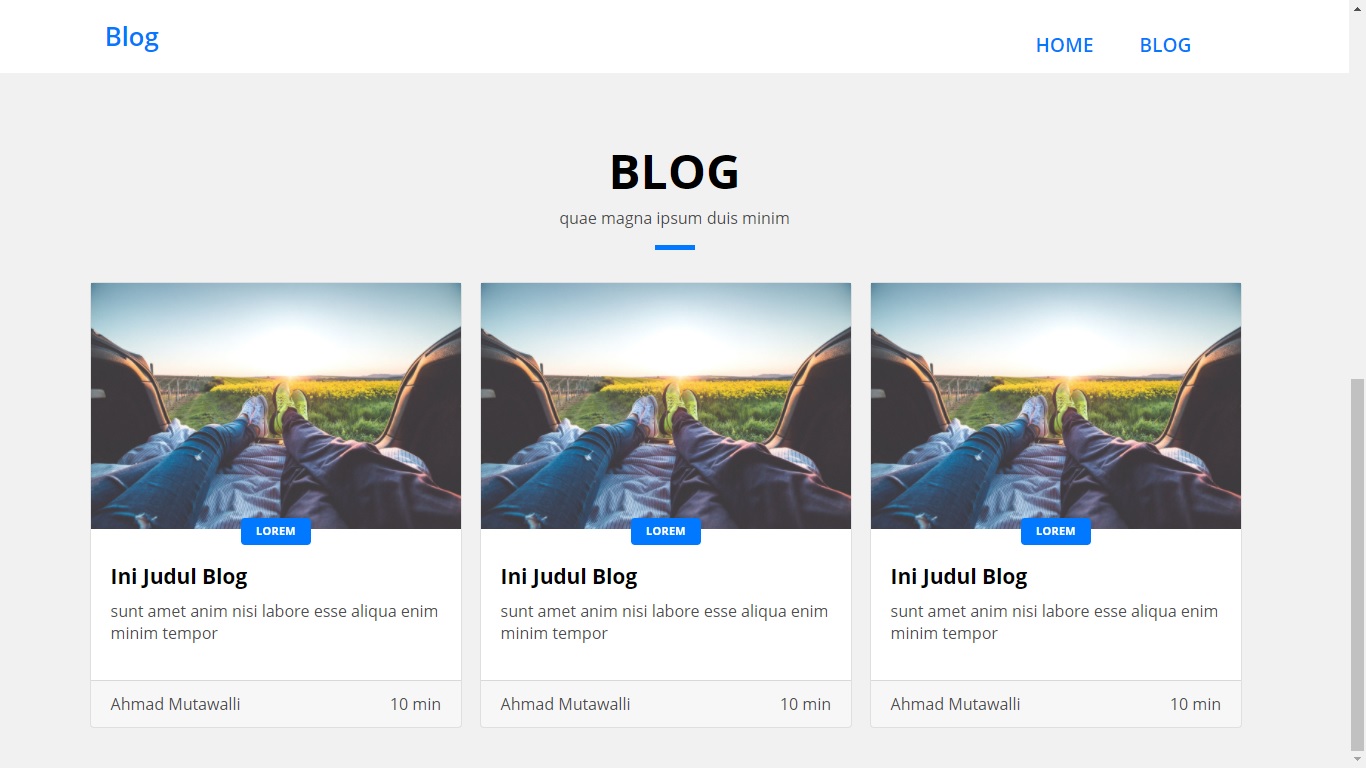 Blog
HOME
BLOG
BLOG
quae magna ipsum duis minim
LOREM
Ini Judul Blog
sunt amet anim nisi labore esse aliqua enim
minim tempor
Ahmad Mutawalli
10 min
LOREM
Ini Judul Blog
sunt amet anim nisi labore esse aliqua enim
minim tempor
Ahmad Mutawalli
10 min
LOREM
Ini Judul Blog
sunt amet anim nisi labore esse aliqua enim
minim tempor
Ahmad Mutawalli
10 min